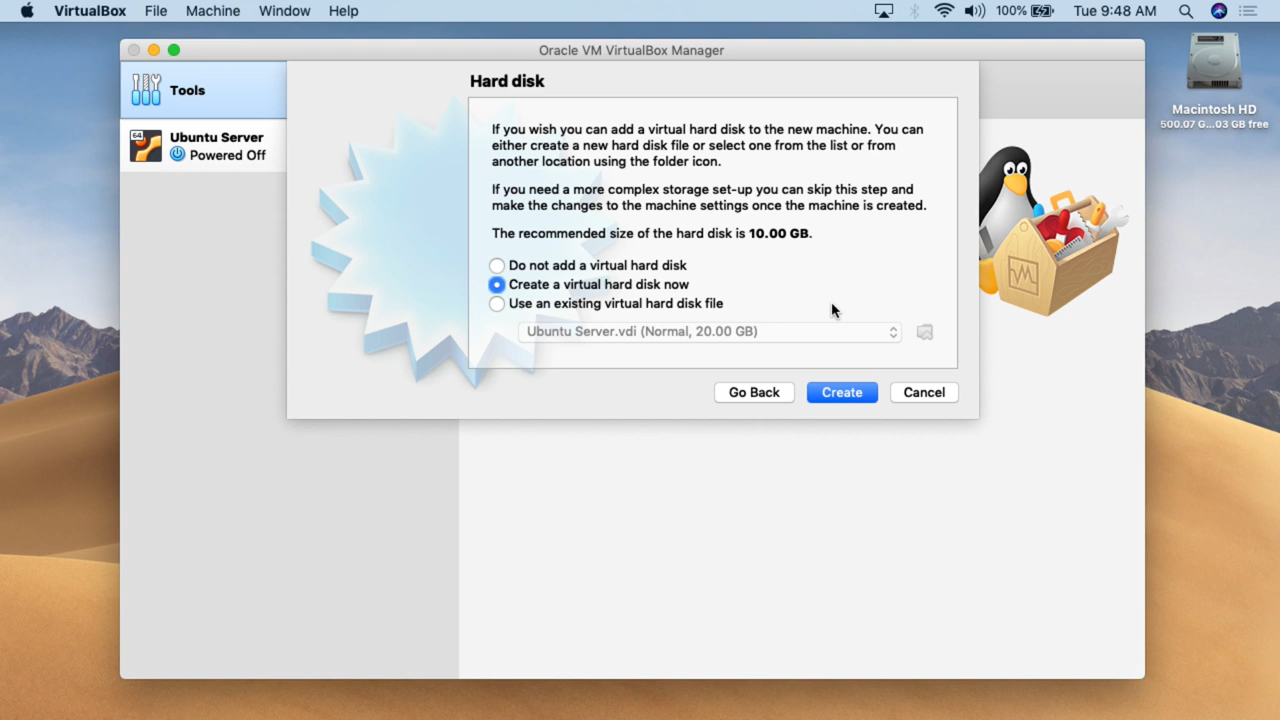 VirtualBox File Machine Window Help 100% Tue 9:48 AM
Oracle VM VirtualBox Manager
Tools
Hard disk
Macintosh HD
500.07 G...03 GB free
64
Ubuntu Server
Powered Off
If you wish you can add a virtual hard disk to the new machine. You can
either create a new hard disk file or select one from the list or from
another location using the folder icon.
If you need a more complex storage set-up you can skip this step and
make the changes to the machine settings once the machine is created.
The recommended size of the hard disk is 10.00 GB.
Do not add a virtual hard disk
Create a virtual hard disk now
Use an existing virtual hard disk file
Ubuntu Server.vdi (Normal, 20.00 GB)
Go Back Create Cancel